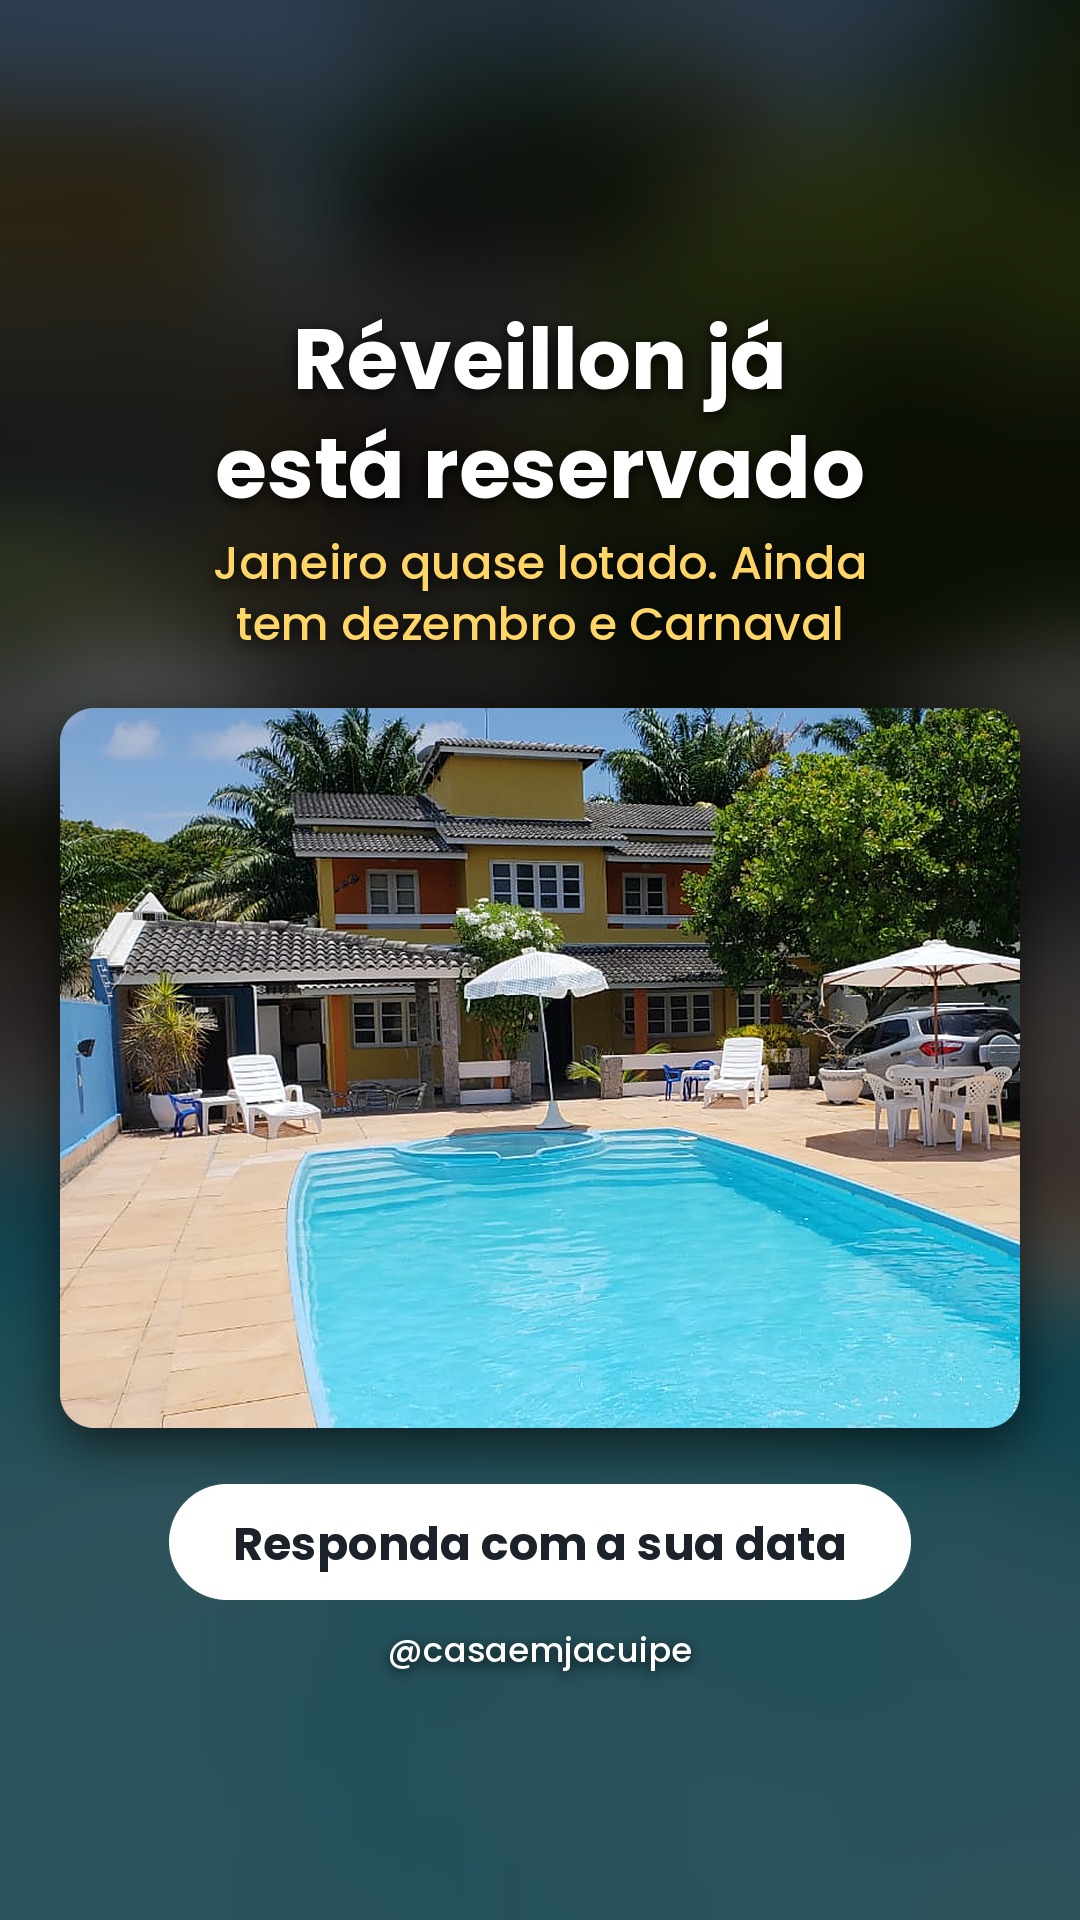 Réveillon já
está reservado
Janeiro quase lotado. Ainda
tem dezembro e Carnaval
Responda com a sua data
@casaemjacuipe